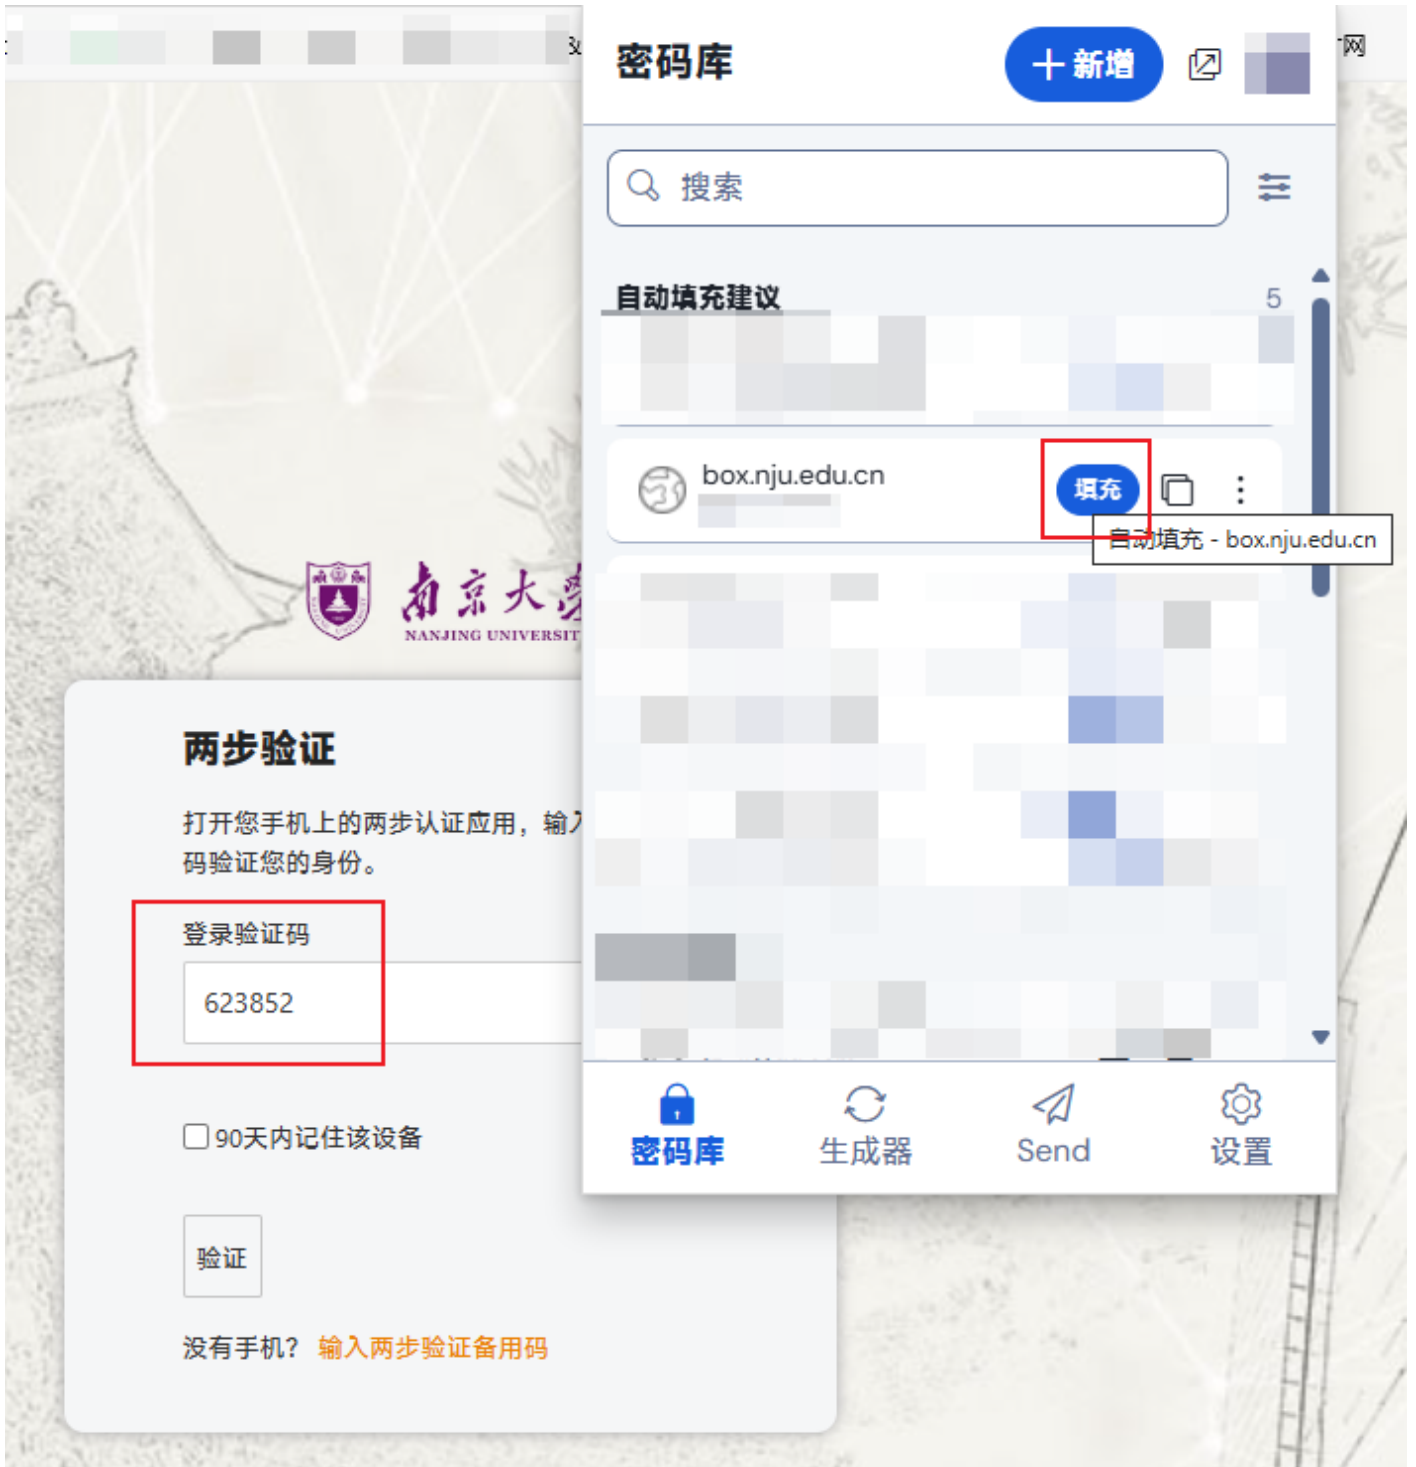 &
网
密码库
新增
搜索
自动填充建议
5
box.nju.edu.cn
填充
自动填充 - box.nju.edu.cn
南京大学
NANJING UNIVERSIT
两步验证
打开您手机上的两步认证应用，输入
码验证您的身份。
登录验证码
623852
90天内记住该设备
验证
没有手机？ 输入两步验证备用码
密码库
生成器
Send
设置